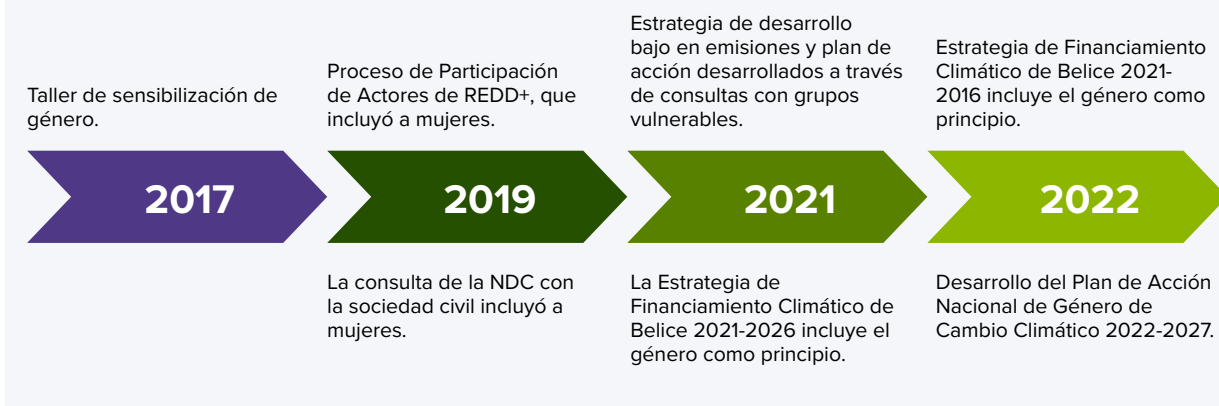 Taller de sensibilización de
género.
Proceso de Participación
de Actores de REDD+, que
incluyó a mujeres.
Estrategia de desarrollo
bajo en emisiones y plan de
acción desarrollados a través
de consultas con grupos
vulnerables.
Estrategia de Financiamiento
Climático de Belice 2021-
2016 incluye el género como
principio.
2017
2019
2021
2022
La consulta de la NDC con
la sociedad civil incluyó a
mujeres.
La Estrategia de
Financiamiento Climático de
Belice 2021-2026 incluye el
género como principio.
Desarrollo del Plan de Acción
Nacional de Género de
Cambio Climático 2022-2027.